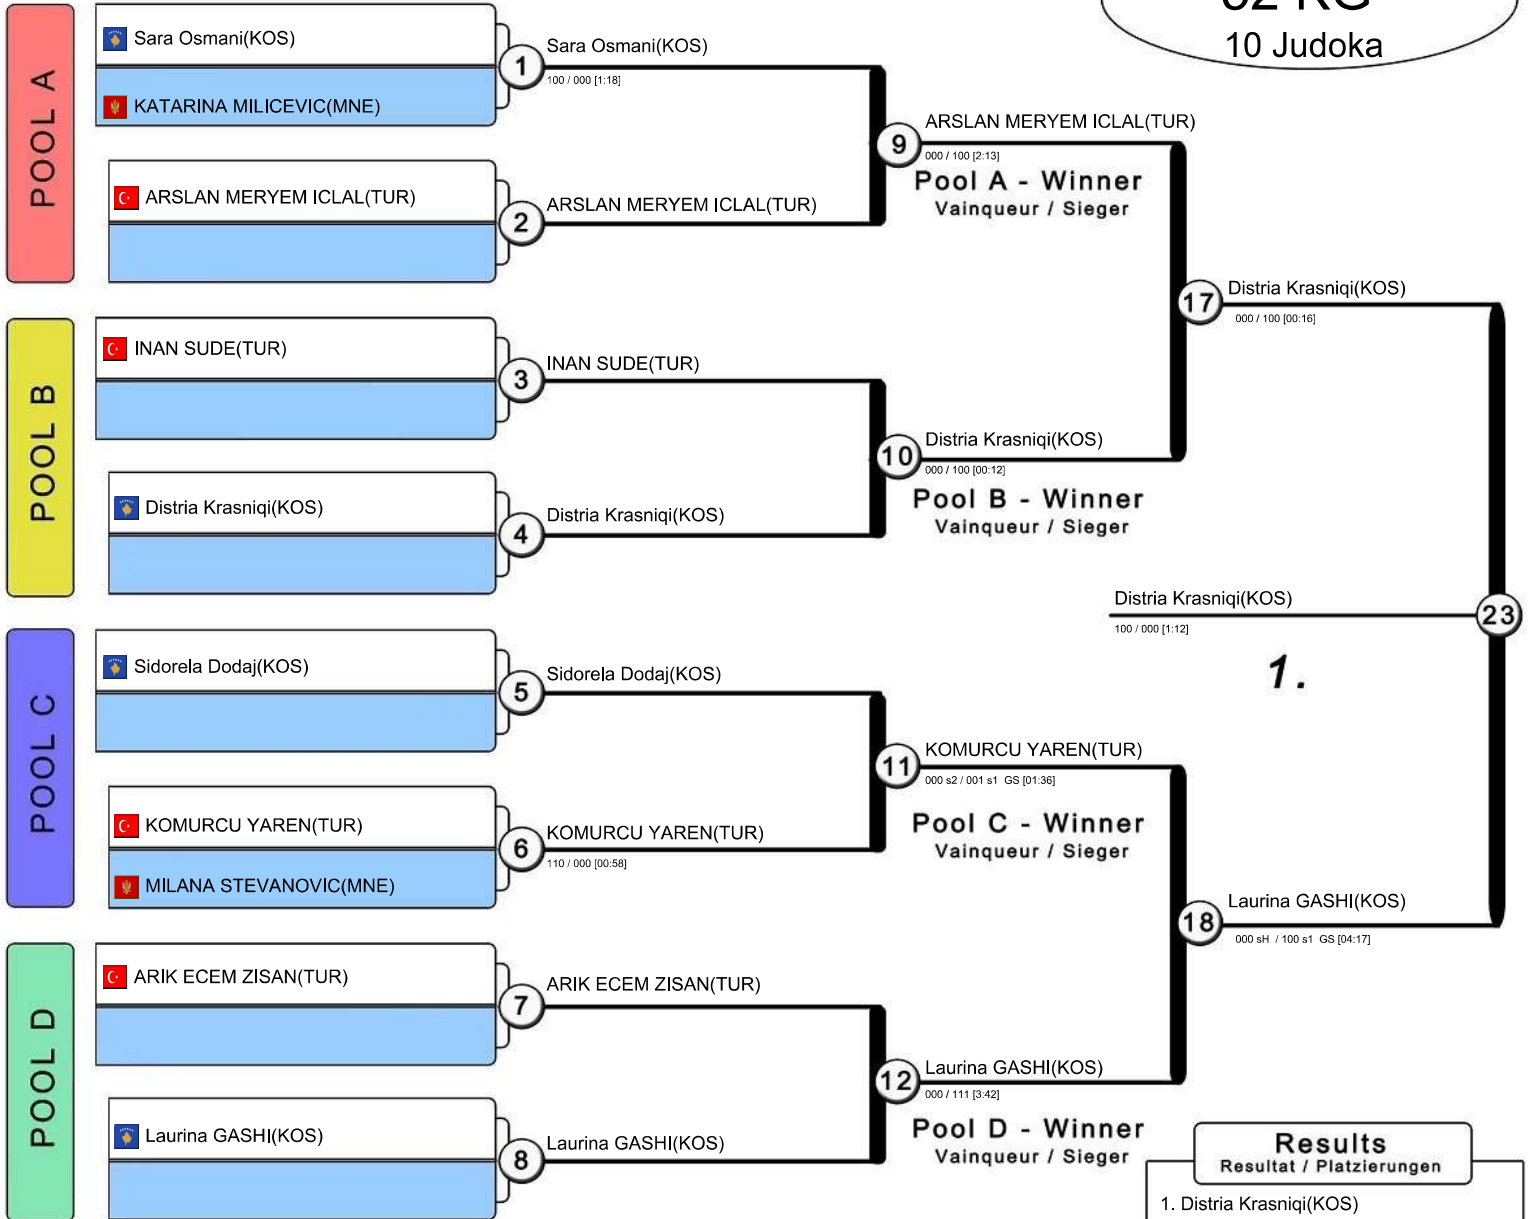 10 Judoka
POOL A
Sara Osmani(KOS)
KATARINA MILICEVIC(MNE)
1
Sara Osmani(KOS)
100 / 000 [1:18]
ARSLAN MERYEM ICLAL(TUR)
2
ARSLAN MERYEM ICLAL(TUR)
9
ARSLAN MERYEM ICLAL(TUR)
000 / 100 [2:13]
Pool A - Winner
Vainqueur / Sieger
POOL B
INAN SUDE(TUR)
3
INAN SUDE(TUR)
Distria Krasniqi(KOS)
4
Distria Krasniqi(KOS)
10
Distria Krasniqi(KOS)
000 / 100 [00:12]
Pool B - Winner
Vainqueur / Sieger
17
Distria Krasniqi(KOS)
000 / 100 [00:16]
POOL C
Sidorela Dodaj(KOS)
5
Sidorela Dodaj(KOS)
KOMURCU YAREN(TUR)
MILANA STEVANOVIC(MNE)
6
KOMURCU YAREN(TUR)
110 / 000 [00:58]
11
KOMURCU YAREN(TUR)
000 s2 / 001 s1 GS [01:36]
Pool C - Winner
Vainqueur / Sieger
POOL D
ARIK ECEM ZISAN(TUR)
7
ARIK ECEM ZISAN(TUR)
Laurina GASHI(KOS)
8
Laurina GASHI(KOS)
12
Laurina GASHI(KOS)
000 / 111 [3:42]
Pool D - Winner
Vainqueur / Sieger
18
Laurina GASHI(KOS)
000 sH / 100 s1 GS [04:17]
Distria Krasniqi(KOS)
23
100 / 000 [1:12]
1.
Results
Resultat / Platzierungen
1. Distria Krasniqi(KOS)